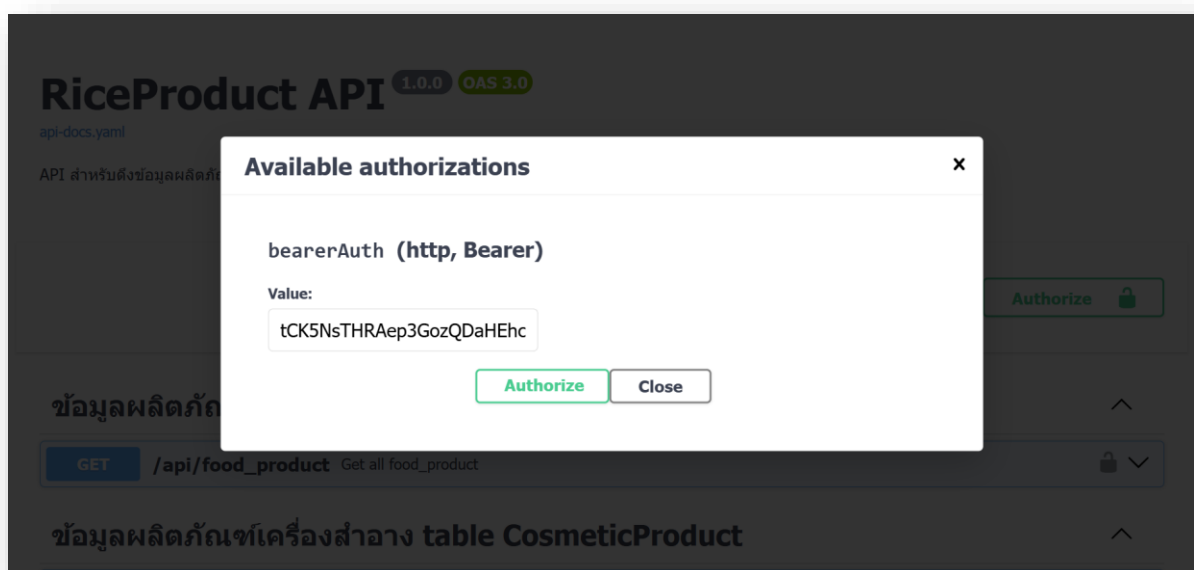 RiceProduct API 1.0.0 OAS 3.0
api-docs.yaml
API สำหรับดึงข้อมูลผลิตภั
Available authorizations
×
bearerAuth (http, Bearer)
Value:
tCK5NsTHRAep3GozQDaHEhc
Authorize
Authorize Close
ข้อมูลผลิตภัณ
GET /api/food_product Get all food_product
ข้อมูลผลิตภัณฑ์เครื่องสำอาง table CosmeticProduct